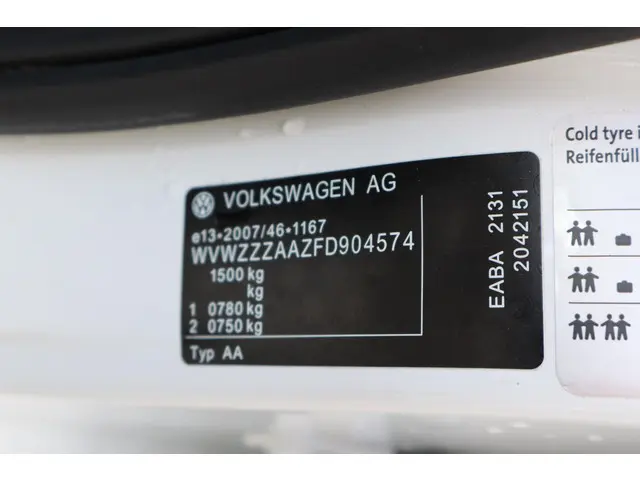 VOLKSWAGEN AG
e13*2007/46*1167
WVWZZZAAZFD904574
1500 kg
kg
1 0780 kg
2 0750 kg
Typ AA
EABA 2131
2042151
Cold tyre i
Reifenfüll